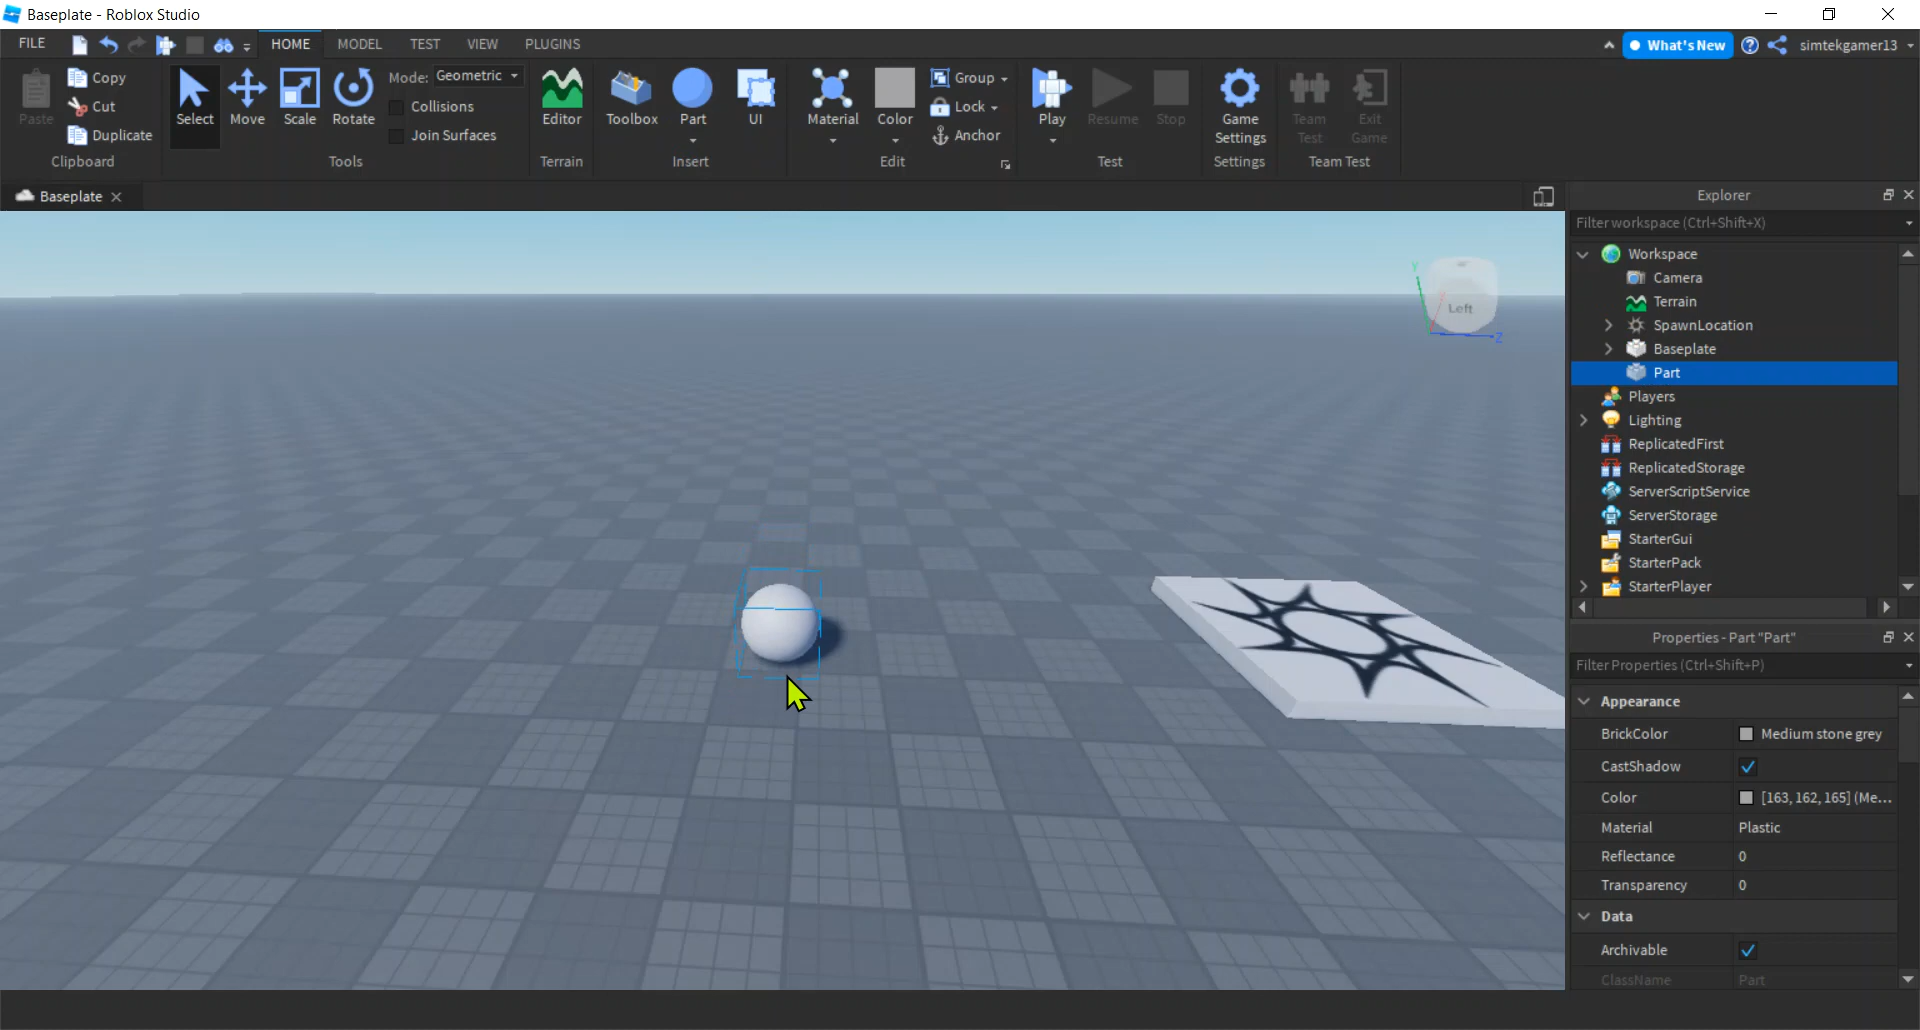 Baseplate - Roblox Studio
FILE HOME MODEL TEST VIEW PLUGINS What's New simtekgamer13
Paste Copy Cut Duplicate
Clipboard
Select Move Scale Rotate Mode: Geometric
Collisions
Join Surfaces
Tools
Editor
Terrain
Toolbox Part UI
Insert
Material Color Group
Lock
Anchor
Edit
Play Resume Stop
Test
Game
Settings
Settings
Team
Test
Exit
Game
Team Test
Baseplate
Y
Left
Z
Explorer
Filter workspace (Ctrl+Shift+X)
Workspace
Camera
Terrain
SpawnLocation
Baseplate
Part
Players
Lighting
ReplicatedFirst
ReplicatedStorage
ServerScriptService
ServerStorage
StarterGui
StarterPack
StarterPlayer
Properties - Part "Part"
Filter Properties (Ctrl+Shift+P)
Appearance
BrickColor Medium stone grey
CastShadow
Color [163, 162, 165] (Me...
Material Plastic
Reflectance 0
Transparency 0
Data
Archivable
ClassName Part